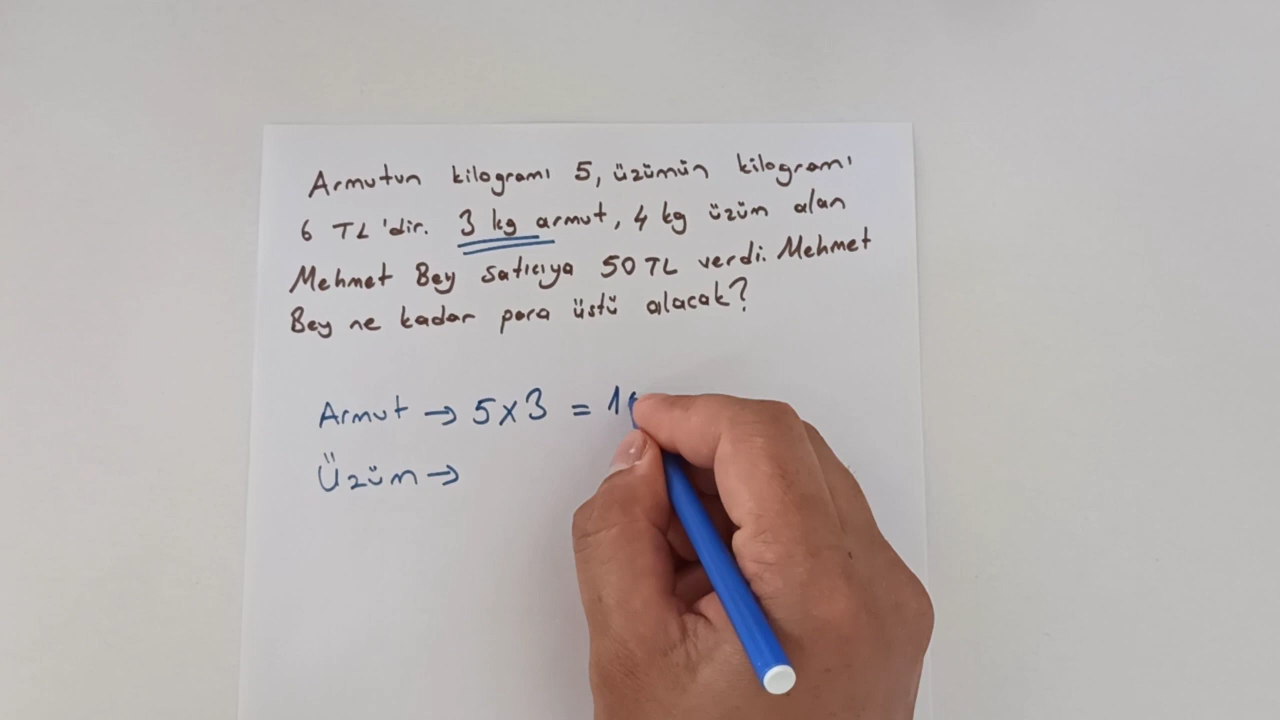 Armutun kilogramı 5, üzümün kilogramı
6 TL'dir. 3 kg armut, 4 kg üzüm alan
Mehmet Bey satıcıya 50 TL verdi. Mehmet
Bey ne kadar para üstü alacak?
Armut → 5x3 = 1
Üzüm →